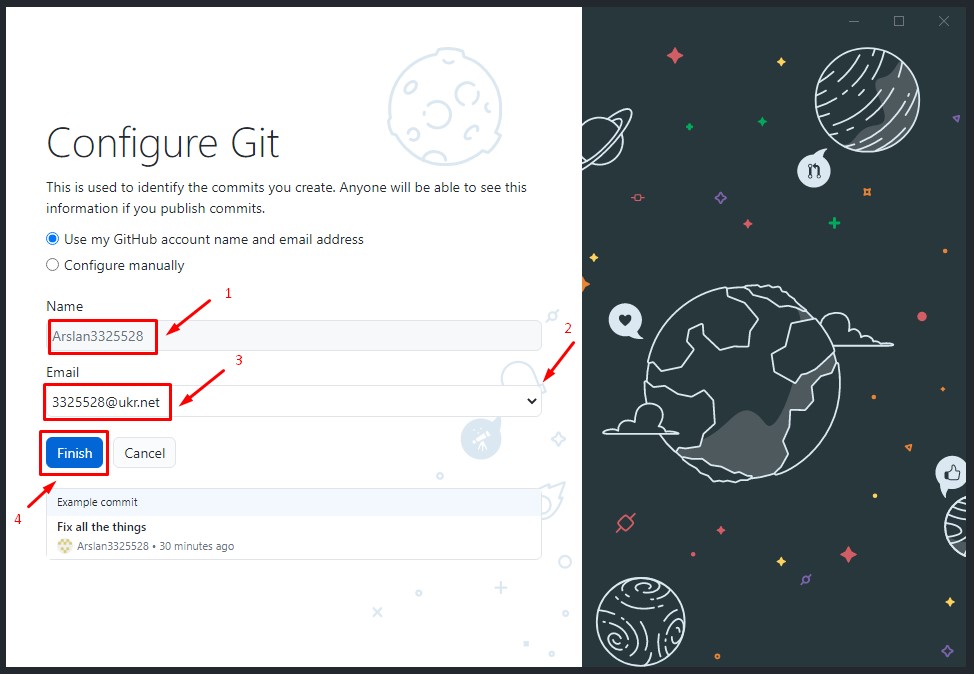 Configure Git
This is used to identify the commits you create. Anyone will be able to see this
information if you publish commits.
Use my GitHub account name and email address
Configure manually
Name
1
Arslan3325528
2
Email
3
3325528@ukr.net
Finish
Cancel
4
Example commit
Fix all the things
Arslan3325528 • 30 minutes ago